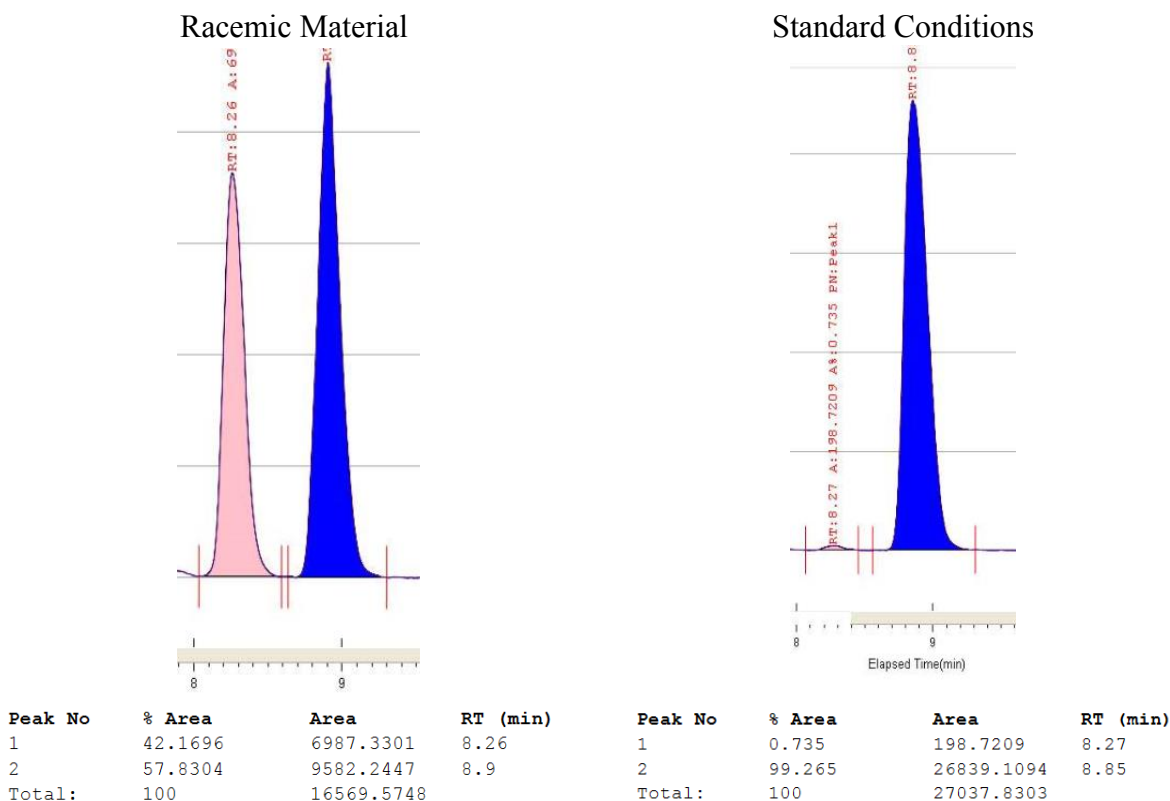 Racemic Material
RT:8.26 A:69
8
9
Peak No % Area Area RT (min)
1 42.1696 6987.3301 8.26
2 57.8304 9582.2447 8.9
Total: 100 16569.5748
Standard Conditions
RT:8.27 A:198.7209 A%:0.735 PN:Peak1
RT:8.8
8
9
Elapsed Time(min)
Peak No % Area Area RT (min)
1 0.735 198.7209 8.27
2 99.265 26839.1094 8.85
Total: 100 27037.8303